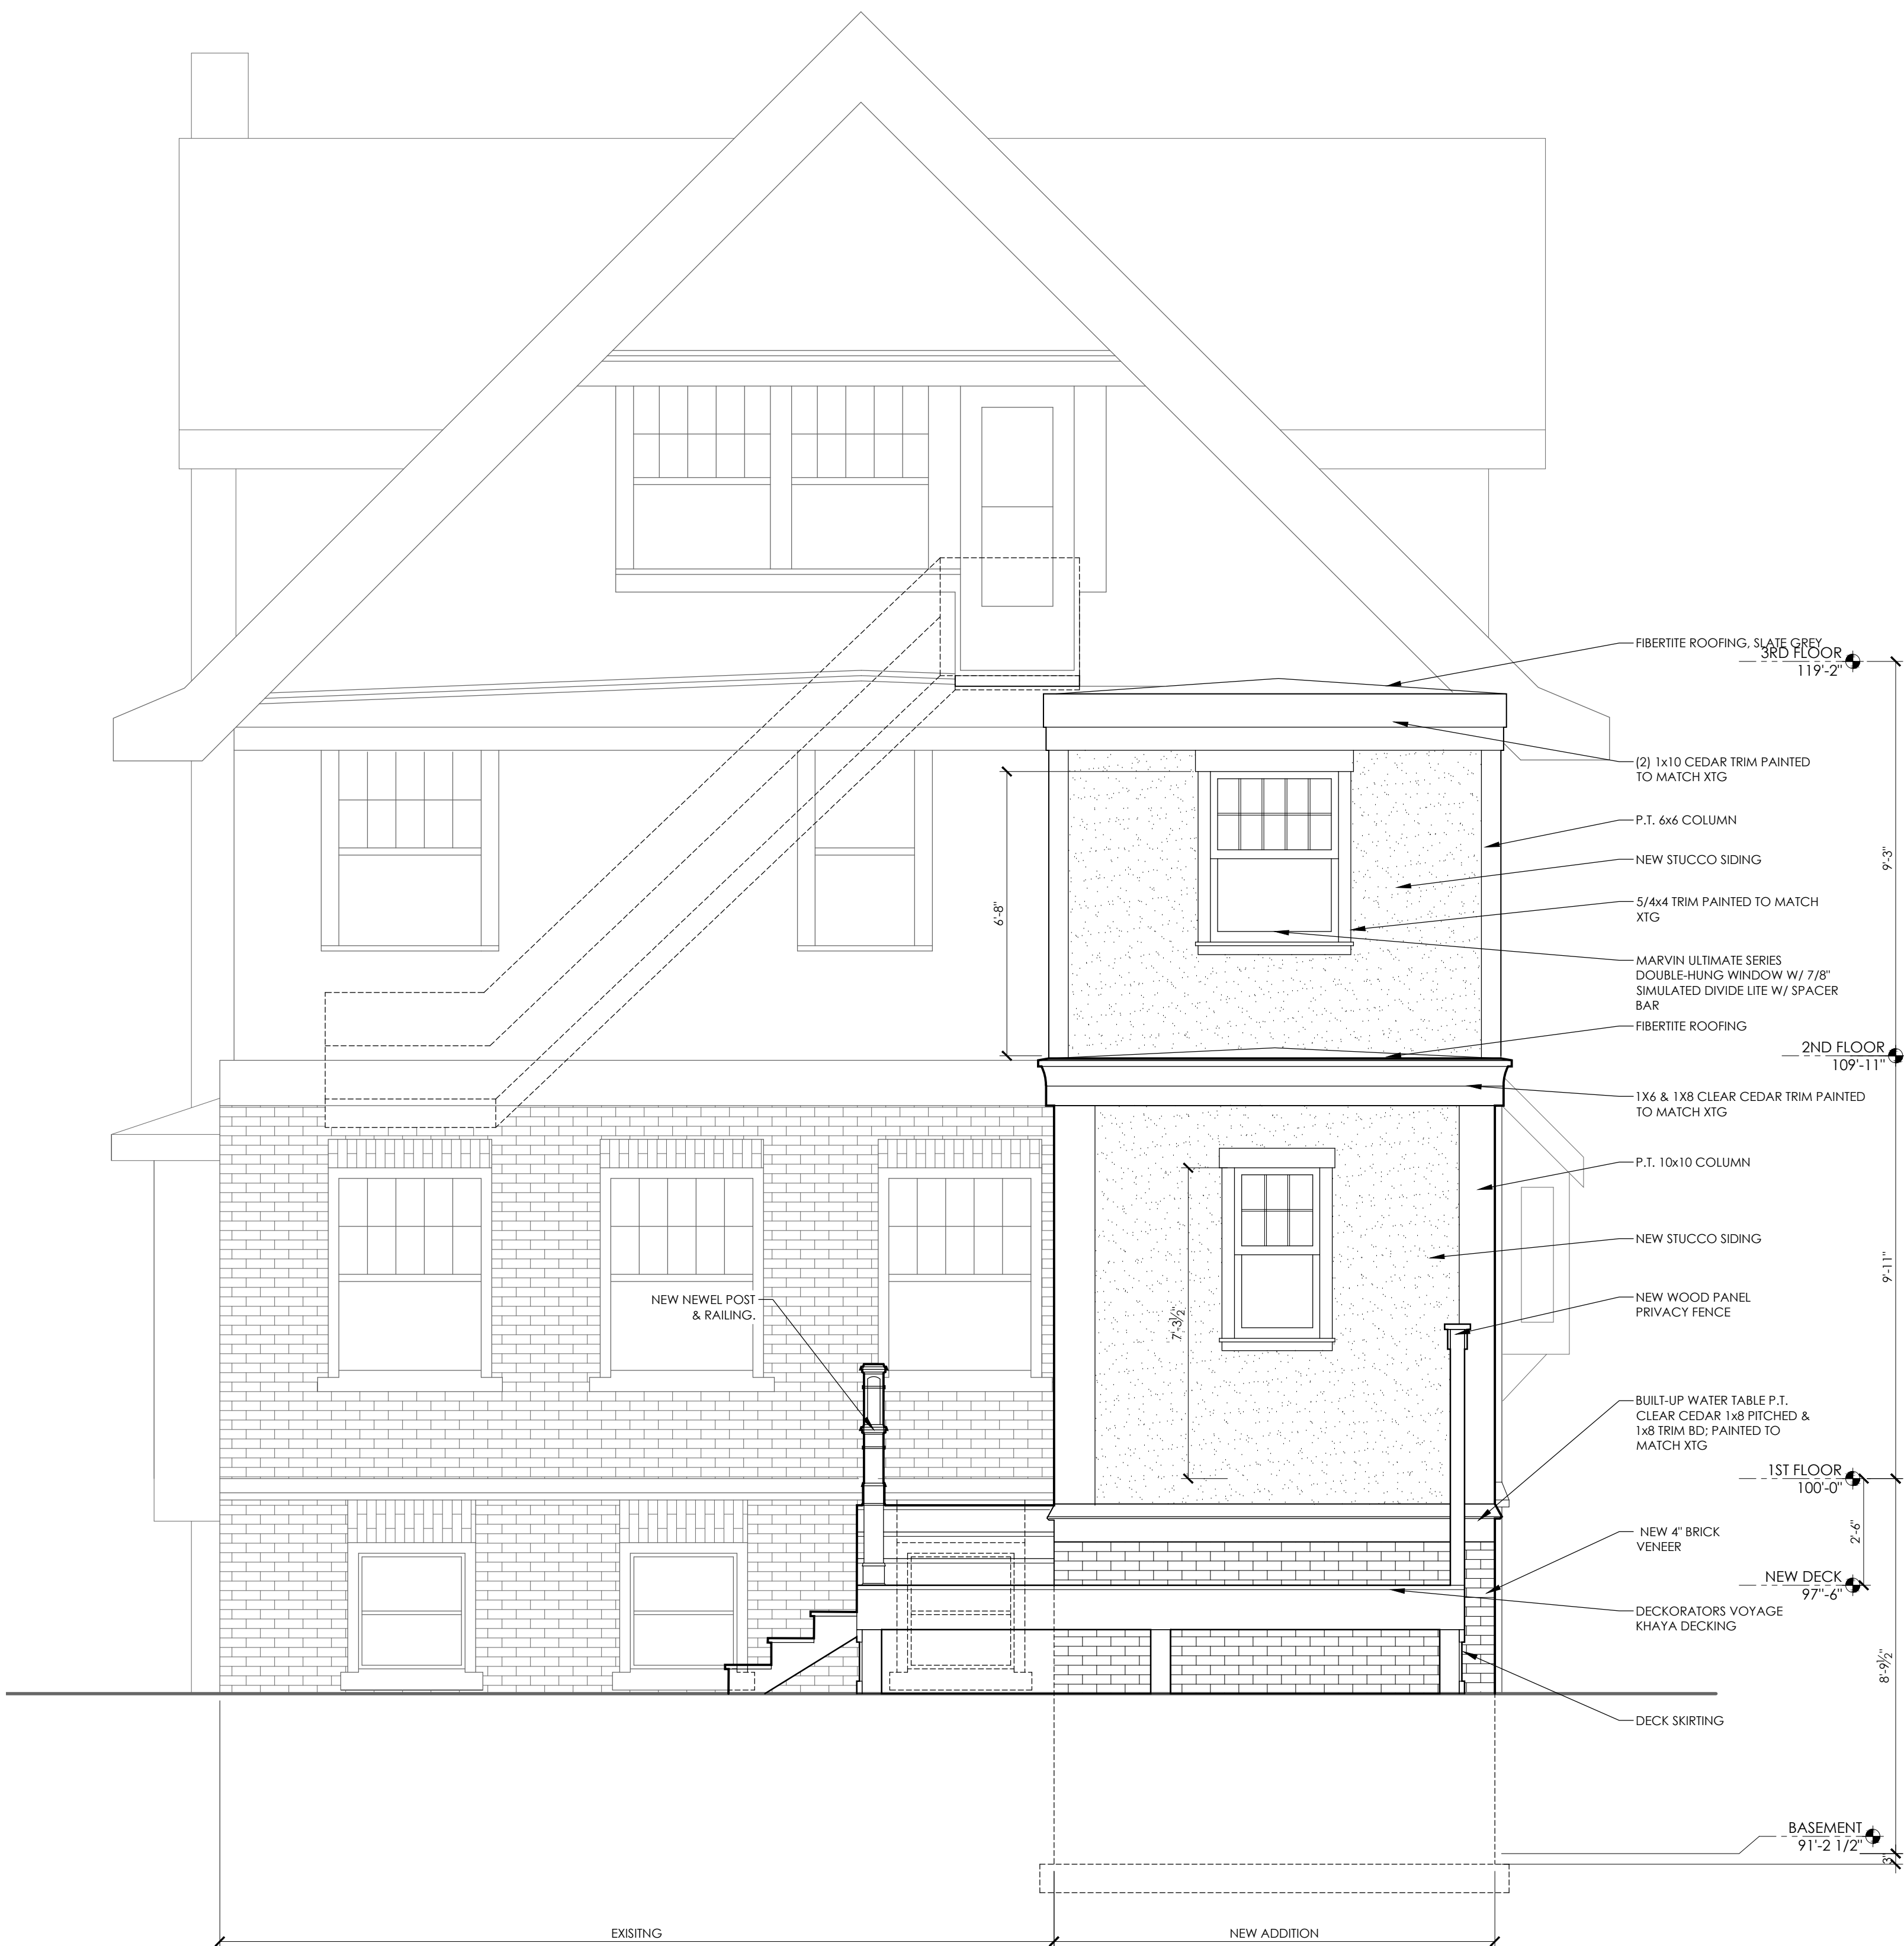 FIBERTITE ROOFING, SLATE GREY
3RD FLOOR
119'-2"
(2) 1x10 CEDAR TRIM PAINTED
TO MATCH XTG
P.T. 6x6 COLUMN
9'-3"
NEW STUCCO SIDING
6'-8"
5/4x4 TRIM PAINTED TO MATCH
XTG
MARVIN ULTIMATE SERIES
DOUBLE-HUNG WINDOW W/ 7/8"
SIMULATED DIVIDE LITE W/ SPACER
BAR
FIBERTITE ROOFING
2ND FLOOR
109'-11"
1X6 & 1X8 CLEAR CEDAR TRIM PAINTED
TO MATCH XTG
P.T. 10x10 COLUMN
NEW STUCCO SIDING
9'-11"
NEW WOOD PANEL
PRIVACY FENCE
NEW NEWEL POST
& RAILING.
7'-3½"
BUILT-UP WATER TABLE P.T.
CLEAR CEDAR 1x8 PITCHED &
1x8 TRIM BD; PAINTED TO
MATCH XTG
1ST FLOOR
100'-0"
2'-6"
NEW 4" BRICK
VENEER
NEW DECK
97"-6"
DECKORATORS VOYAGE
KHAYA DECKING
8'-9½"
DECK SKIRTING
BASEMENT
91'-2 1/2"
3"
EXISITNG
NEW ADDITION